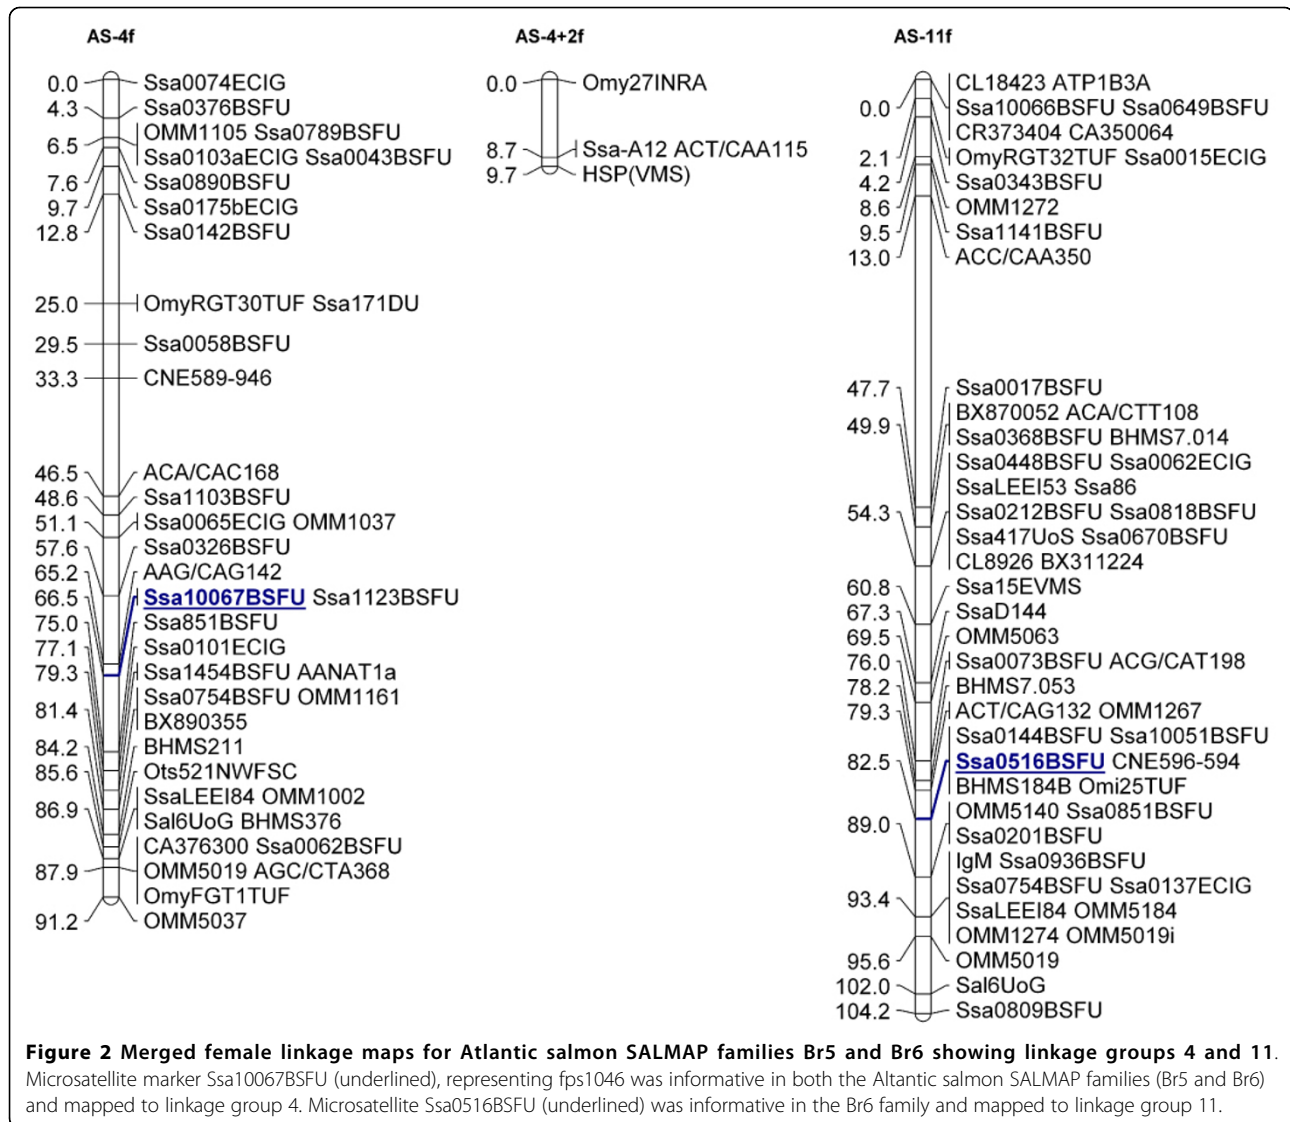 AS-4f
0.0 Ssa0074ECIG
4.3 Ssa0376BSFU
OMM1105 Ssa0789BSFU
6.5
Ssa0103aECIG Ssa0043BSFU
7.6 Ssa0890BSFU
9.7 Ssa0175bECIG
12.8 Ssa0142BSFU
25.0 OmyRGT30TUF Ssa171DU
29.5 Ssa0058BSFU
33.3 CNE589-946
46.5 ACA/CAC168
48.6 Ssa1103BSFU
51.1 Ssa0065ECIG OMM1037
57.6 Ssa0326BSFU
65.2 AAG/CAG142
66.5 Ssa10067BSFU Ssa1123BSFU
75.0 Ssa851BSFU
77.1 Ssa0101ECIG
79.3 Ssa1454BSFU AANAT1a
Ssa0754BSFU OMM1161
81.4
BX890355
84.2 BHMS211
85.6 Ots521NWFSC
SsaLEEI84 OMM1002
86.9
Sal6UoG BHMS376
CA376300 Ssa0062BSFU
87.9 OMM5019 AGC/CTA368
OmyFGT1TUF
91.2 OMM5037
AS-4+2f
0.0 Omy27INRA
8.7 Ssa-A12 ACT/CAA115
9.7 HSP(VMS)
AS-11f
CL18423 ATP1B3A
0.0 Ssa10066BSFU Ssa0649BSFU
CR373404 CA350064
2.1 OmyRGT32TUF Ssa0015ECIG
4.2 Ssa0343BSFU
8.6 OMM1272
9.5 Ssa1141BSFU
13.0 ACC/CAA350
47.7 Ssa0017BSFU
BX870052 ACA/CTT108
49.9
Ssa0368BSFU BHMS7.014
Ssa0448BSFU Ssa0062ECIG
SsaLEEI53 Ssa86
54.3 Ssa0212BSFU Ssa0818BSFU
Ssa417UoS Ssa0670BSFU
CL8926 BX311224
60.8 Ssa15EVMS
67.3 SsaD144
69.5 OMM5063
76.0 Ssa0073BSFU ACG/CAT198
78.2 BHMS7.053
79.3 ACT/CAG132 OMM1267
Ssa0144BSFU Ssa10051BSFU
82.5 Ssa0516BSFU CNE596-594
BHMS184B Omi25TUF
OMM5140 Ssa0851BSFU
89.0
Ssa0201BSFU
IgM Ssa0936BSFU
Ssa0754BSFU Ssa0137ECIG
93.4
SsaLEEI84 OMM5184
OMM1274 OMM5019i
95.6 OMM5019
102.0 Sal6UoG
104.2 Ssa0809BSFU
Figure 2 Merged female linkage maps for Atlantic salmon SALMAP families Br5 and Br6 showing linkage groups 4 and 11.
Microsatellite marker Ssa10067BSFU (underlined), representing fps1046 was informative in both the Altantic salmon SALMAP families (Br5 and Br6)
and mapped to linkage group 4. Microsatellite Ssa0516BSFU (underlined) was informative in the Br6 family and mapped to linkage group 11.